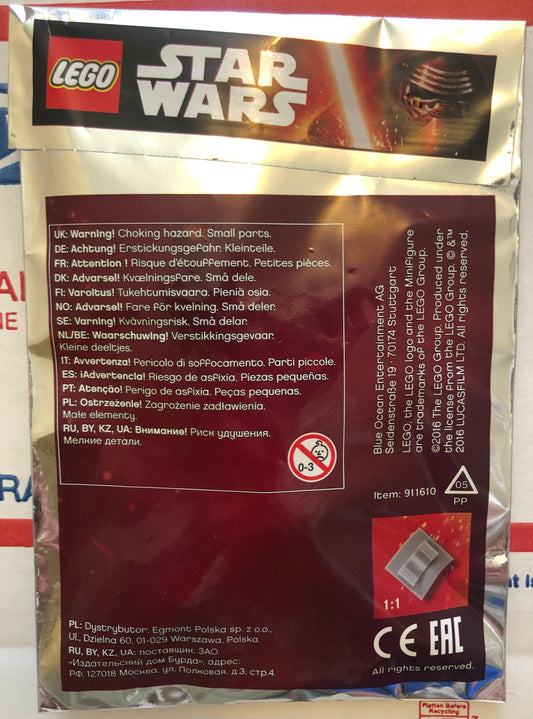 LEGO
STAR
WARS
UK: Warning! Choking hazard. Small parts.
DE: Achtung! Erstickungsgefahr. Kleinteile.
FR: Attention ! Risque d'étouffement. Petites pièces.
DK: Advarsel! Kvælningsfare. Små dele.
FI: Varoitus! Tukehtumisvaara. Pieniä osia.
NO: Advarsel! Fare for kvelning. Små deler.
SE: Varning! Kvävningsrisk. Små delar.
NL/BE: Waarschuwing! Verstikkingsgevaar.
Kleine deeltjes.
IT: Avvertenza! Pericolo di soffocamento. Parti piccole.
ES: ¡Advertencia! Riesgo de asfixia. Piezas pequeñas.
PT: Atenção! Perigo de asfixia. Peças pequenas.
PL: Ostrzeżenie! Zagrożenie zadławienia.
Małe elementy.
RU, BY, KZ, UA: Внимание! Риск удушения.
Мелкие детали.
0-3
Blue Ocean Entertainment AG
Seidenstraße 19 · 70174 Stuttgart
LEGO, the LEGO logo and the Minifigure
are trademarks of the LEGO Group.
©2016 The LEGO Group. Produced under
the license from the LEGO Group. © & ™
2016 LUCASFILM LTD. All rights reserved.
Item: 911610
05
PP
1:1
CE EAC
All rights reserved.
PL: Dystrybutor: Egmont Polska sp. z o.o.,
Ul. Dzielna 60, 01-029 Warszawa, Polska.
RU, BY, KZ, UA: поставщик: ЗАО
«Издательский дом Бурда», адрес:
РФ, 127018 Москва, ул. Полковая, д.3, стр.4.
Platten Before
Recycling